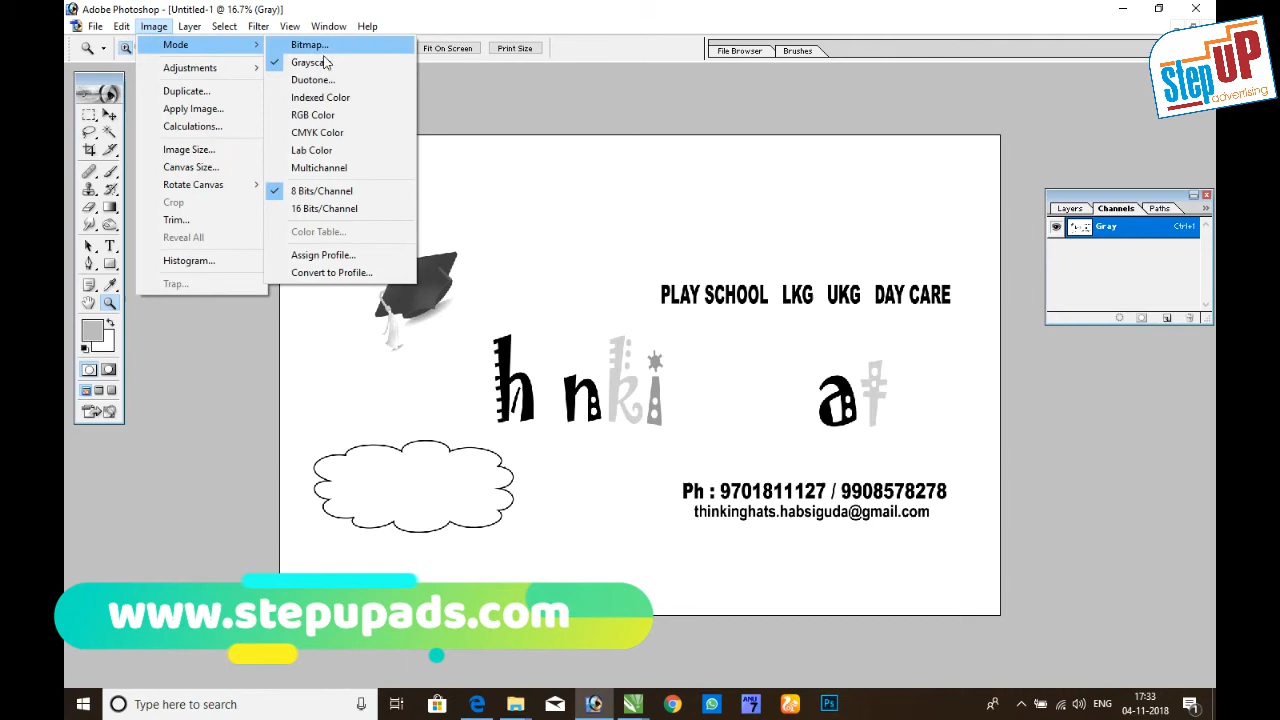 Adobe Photoshop - [Untitled-1 @ 16.7% (Gray)]
File Edit Image Layer Select Filter View Window Help
Fit On Screen Print Size
File Browser Brushes
Mode
Adjustments
Duplicate...
Apply Image...
Calculations...
Image Size...
Canvas Size...
Rotate Canvas
Crop
Trim...
Reveal All
Histogram...
Trap...
Bitmap...
Graysca
Duotone...
Indexed Color
RGB Color
CMYK Color
Lab Color
Multichannel
8 Bits/Channel
16 Bits/Channel
Color Table...
Assign Profile...
Convert to Profile...
Step UP
advertising
Layers Channels Paths
Gray Ctrl+1
PLAY SCHOOL LKG UKG DAY CARE
h nki at
Ph : 9701811127 / 9908578278
thinkinghats.habsiguda@gmail.com
www.stepupads.com
Type here to search
ENG
17:33
04-11-2018